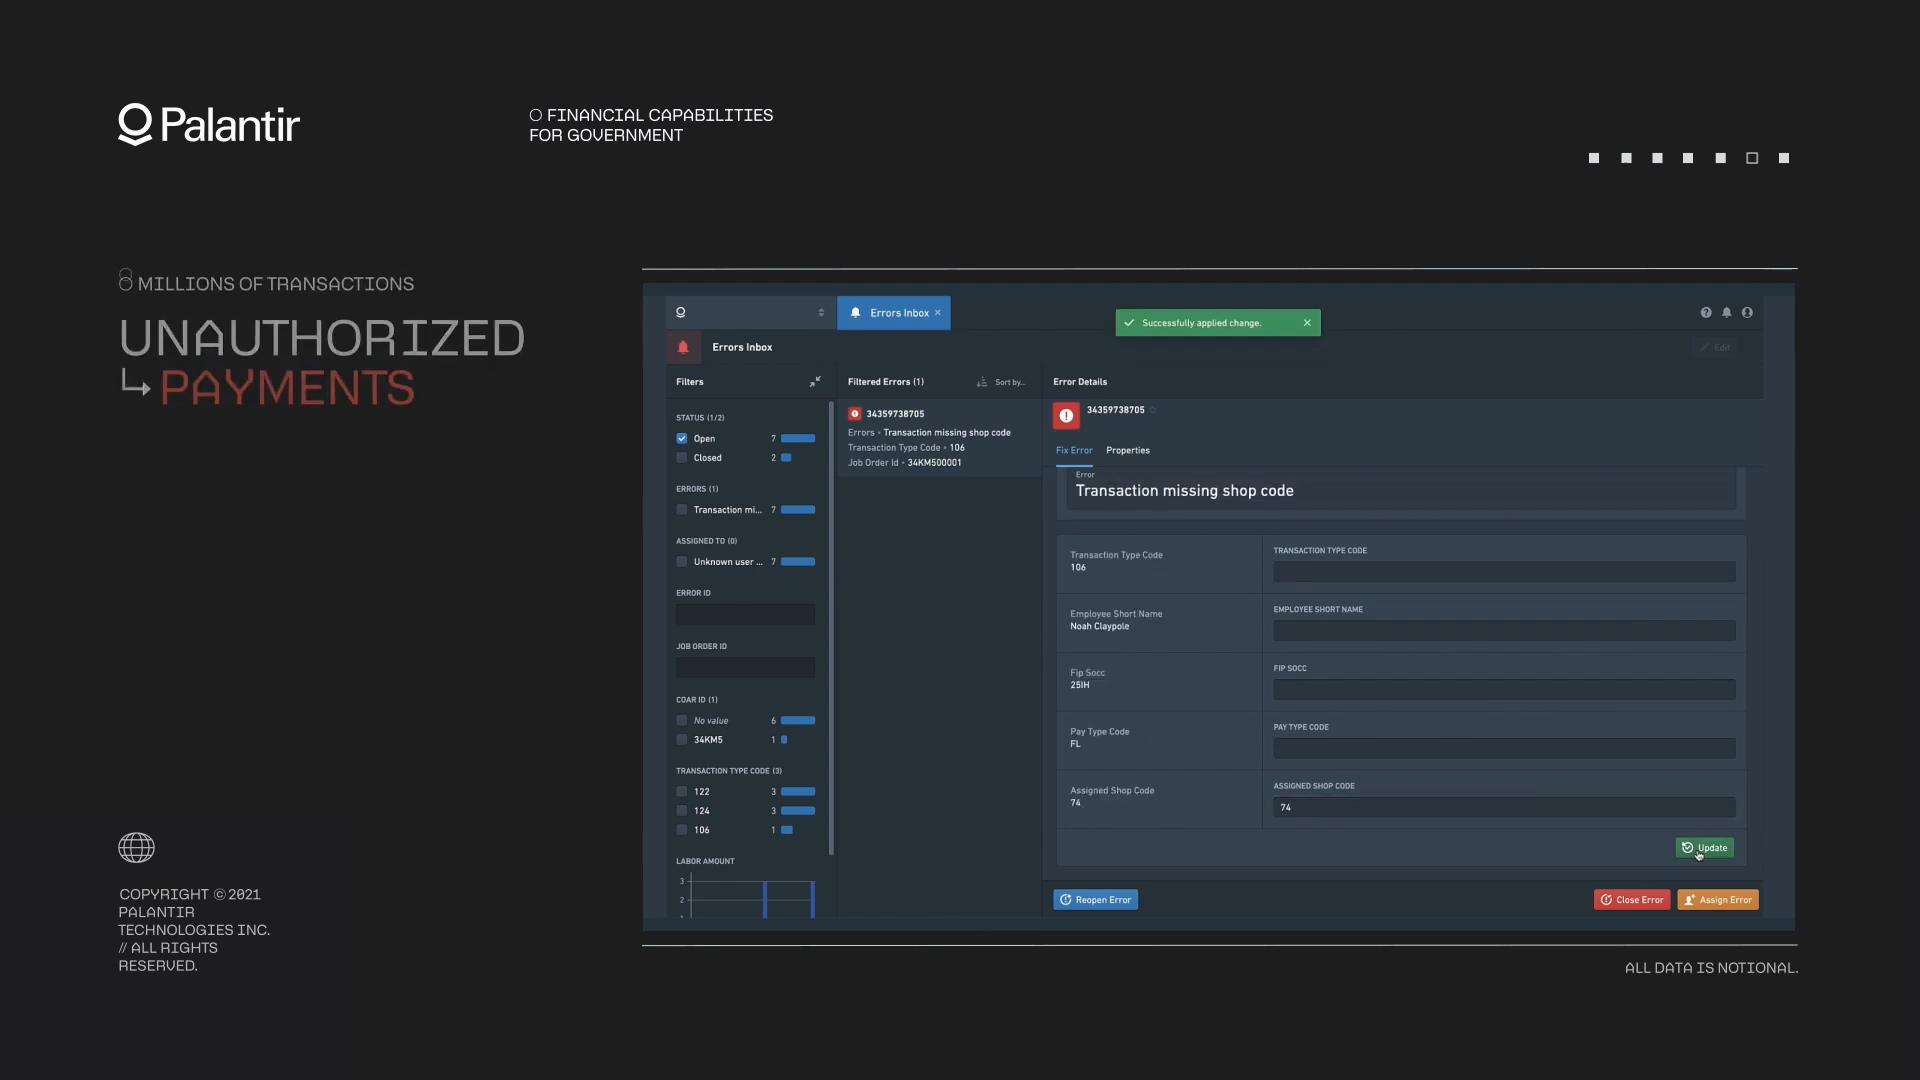 Palantir
FINANCIAL CAPABILITIES
FOR GOVERNMENT
MILLIONS OF TRANSACTIONS
UNAUTHORIZED
PAYMENTS
COPYRIGHT © 2021
PALANTIR
TECHNOLOGIES INC.
// ALL RIGHTS
RESERVED.
Errors Inbox
Successfully applied change.
Errors Inbox
Edit
Filters
STATUS (1/2)
Open 7
Closed 2
ERRORS (1)
Transaction mi... 7
ASSIGNED TO (0)
Unknown user ... 7
ERROR ID
JOB ORDER ID
COAR ID (1)
No value 6
34KM5 1
TRANSACTION TYPE CODE (3)
122 3
124 3
106 1
LABOR AMOUNT
3
2
Filtered Errors (1)
Sort by...
34359738705
Errors • Transaction missing shop code
Transaction Type Code • 106
Job Order Id • 34KM500001
Error Details
34359738705
Fix Error Properties
Error
Transaction missing shop code
Transaction Type Code
106
TRANSACTION TYPE CODE
Employee Short Name
Noah Claypole
EMPLOYEE SHORT NAME
Fip Socc
25IH
FIP SOCC
Pay Type Code
FL
PAY TYPE CODE
Assigned Shop Code
74
ASSIGNED SHOP CODE
74
Update
Reopen Error
Close Error
Assign Error
ALL DATA IS NOTIONAL.